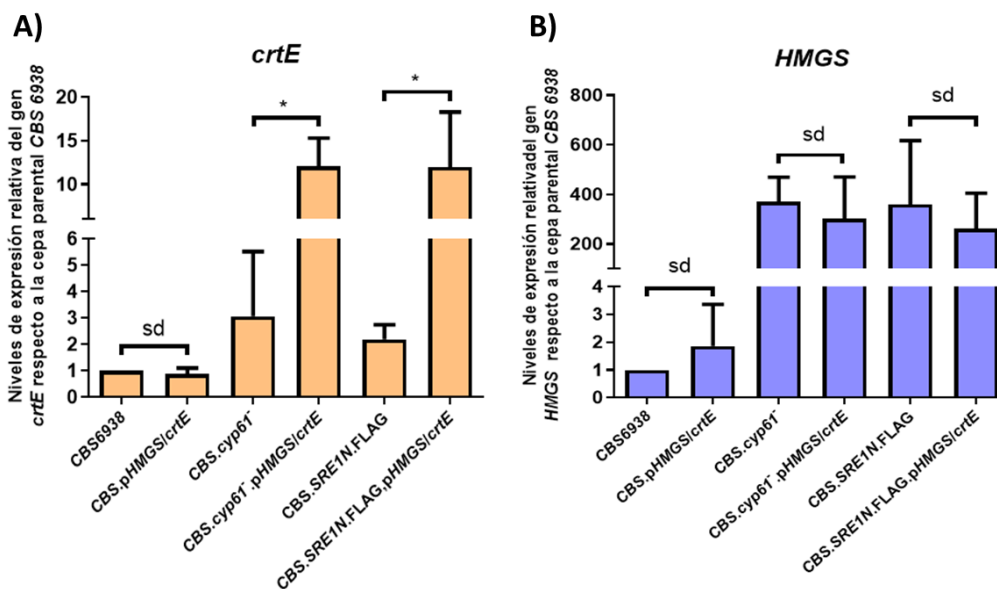 A)
crtE
Niveles de expresión relativa del gen
crtE respecto a la cepa parental CBS 6938
20
15
10
6
5
4
3
2
1
0
sd
*
*
CBS6938
CBS.pHMGS/crtE
CBS.cyp61-
CBS.cyp61-.pHMGS/crtE
CBS.SRE1N.FLAG
CBS.SRE1N.FLAG,pHMGS/crtE
B)
HMGS
Niveles de expresión relativadel gen
HMGS respecto a la cepa parental CBS 6938
800
600
400
200
4
3
2
1
0
sd
sd
sd
CBS6938
CBS.pHMGS/crtE
CBS.cyp61-
CBS.cyp61-.pHMGS/crtE
CBS.SRE1N.FLAG
CBS.SRE1N.FLAG,pHMGS/crtE